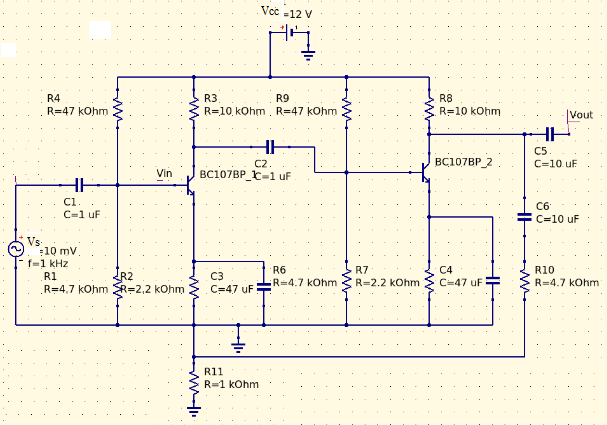 Vcc =12 V
R4
R=47 kOhm
R3
R=10 kOhm
R9
R=47 kOhm
R8
R=10 kOhm
Vout
C5
C=10 uF
BC107BP_1
C2
C=1 uF
BC107BP_2
Vin
C1
C=1 uF
C6
C=10 uF
Vs
=10 mV
f=1 kHz
R1
R=4.7 kOhm
R2
R=2,2 kOhm
C3
C=47 uF
R6
R=4.7 kOhm
R7
R=2.2 kOhm
C4
C=47 uF
R10
R=4.7 kOhm
R11
R=1 kOhm